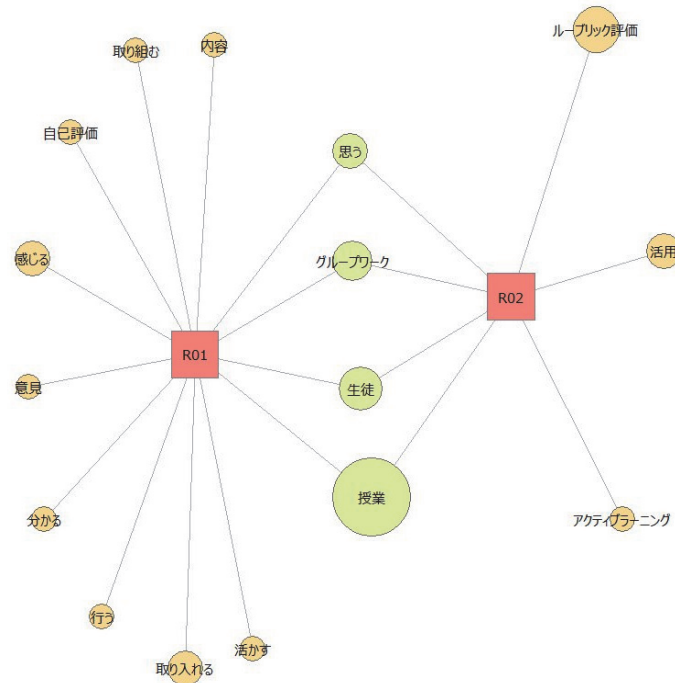 ルーブリック評価
内容
取り組む
自己評価
思う
活用
感じる
グループワーク
R02
R01
意見
生徒
授業
分かる
アクティブラーニング
行う
活かす
取り入れる